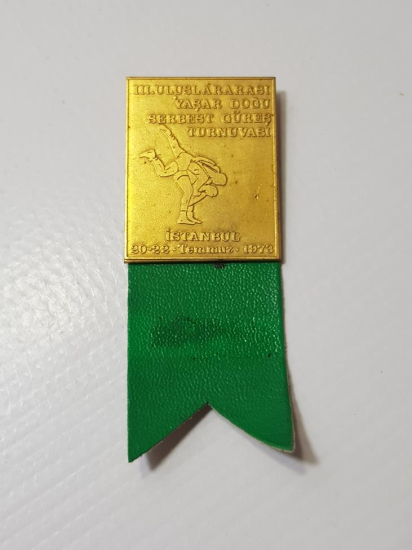 III.ULUSLARARASI
YAŞAR DOĞU
SERBEST GÜREŞ
TURNUVASI
İSTANBUL
20-22-Temmuz-1973